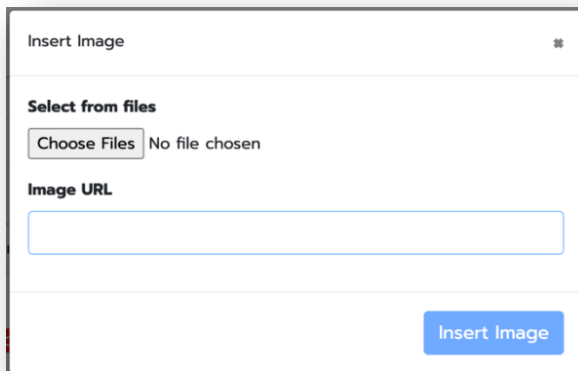 Insert Image
Select from files
Choose Files No file chosen
Image URL
Insert Image